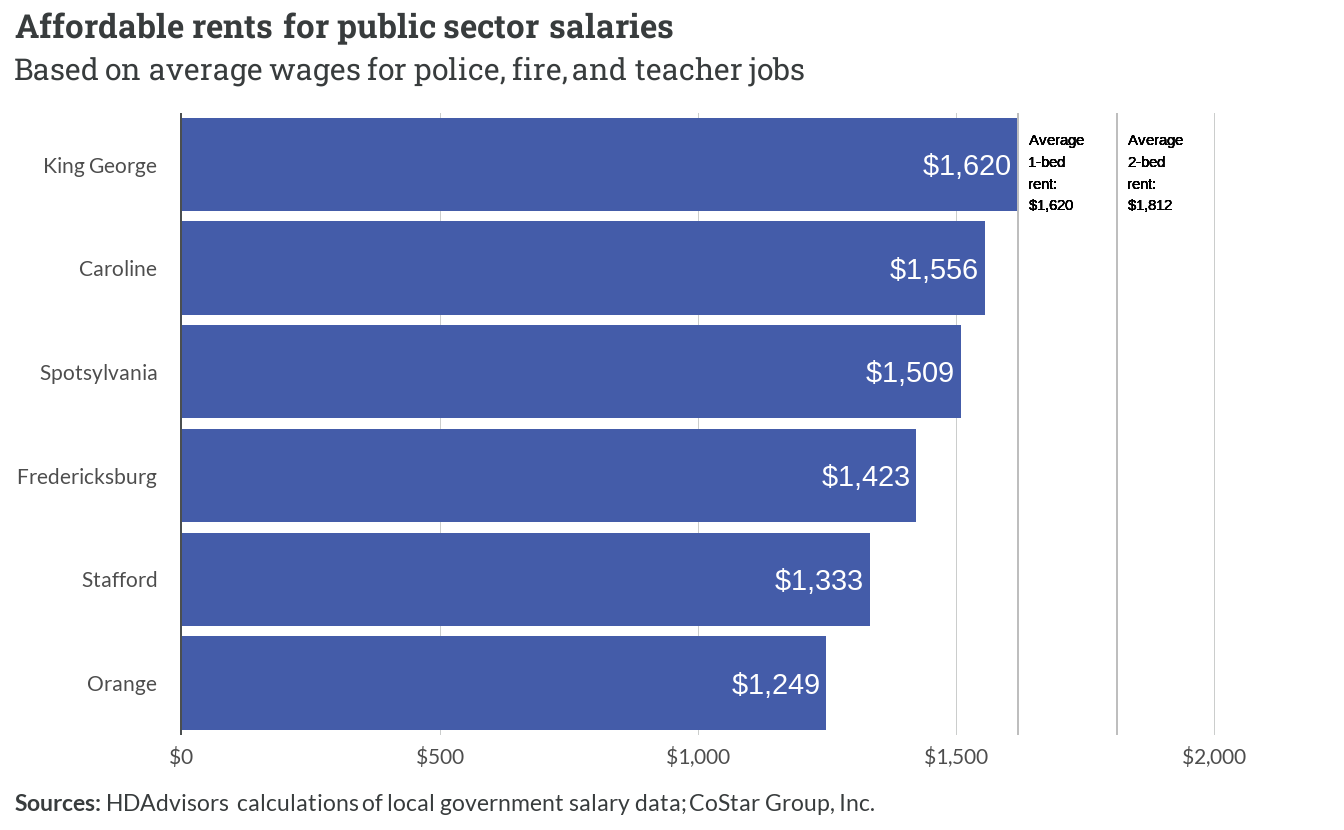 Affordable rents for public sector salaries
Based on average wages for police, fire, and teacher jobs
King George
$1,620
Average
1-bed
rent:
$1,620
Average
2-bed
rent:
$1,812
Caroline
$1,556
Spotsylvania
$1,509
Fredericksburg
$1,423
Stafford
$1,333
Orange
$1,249
$0 $500 $1,000 $1,500 $2,000
Sources: HDAdvisors calculations of local government salary data; CoStar Group, Inc.